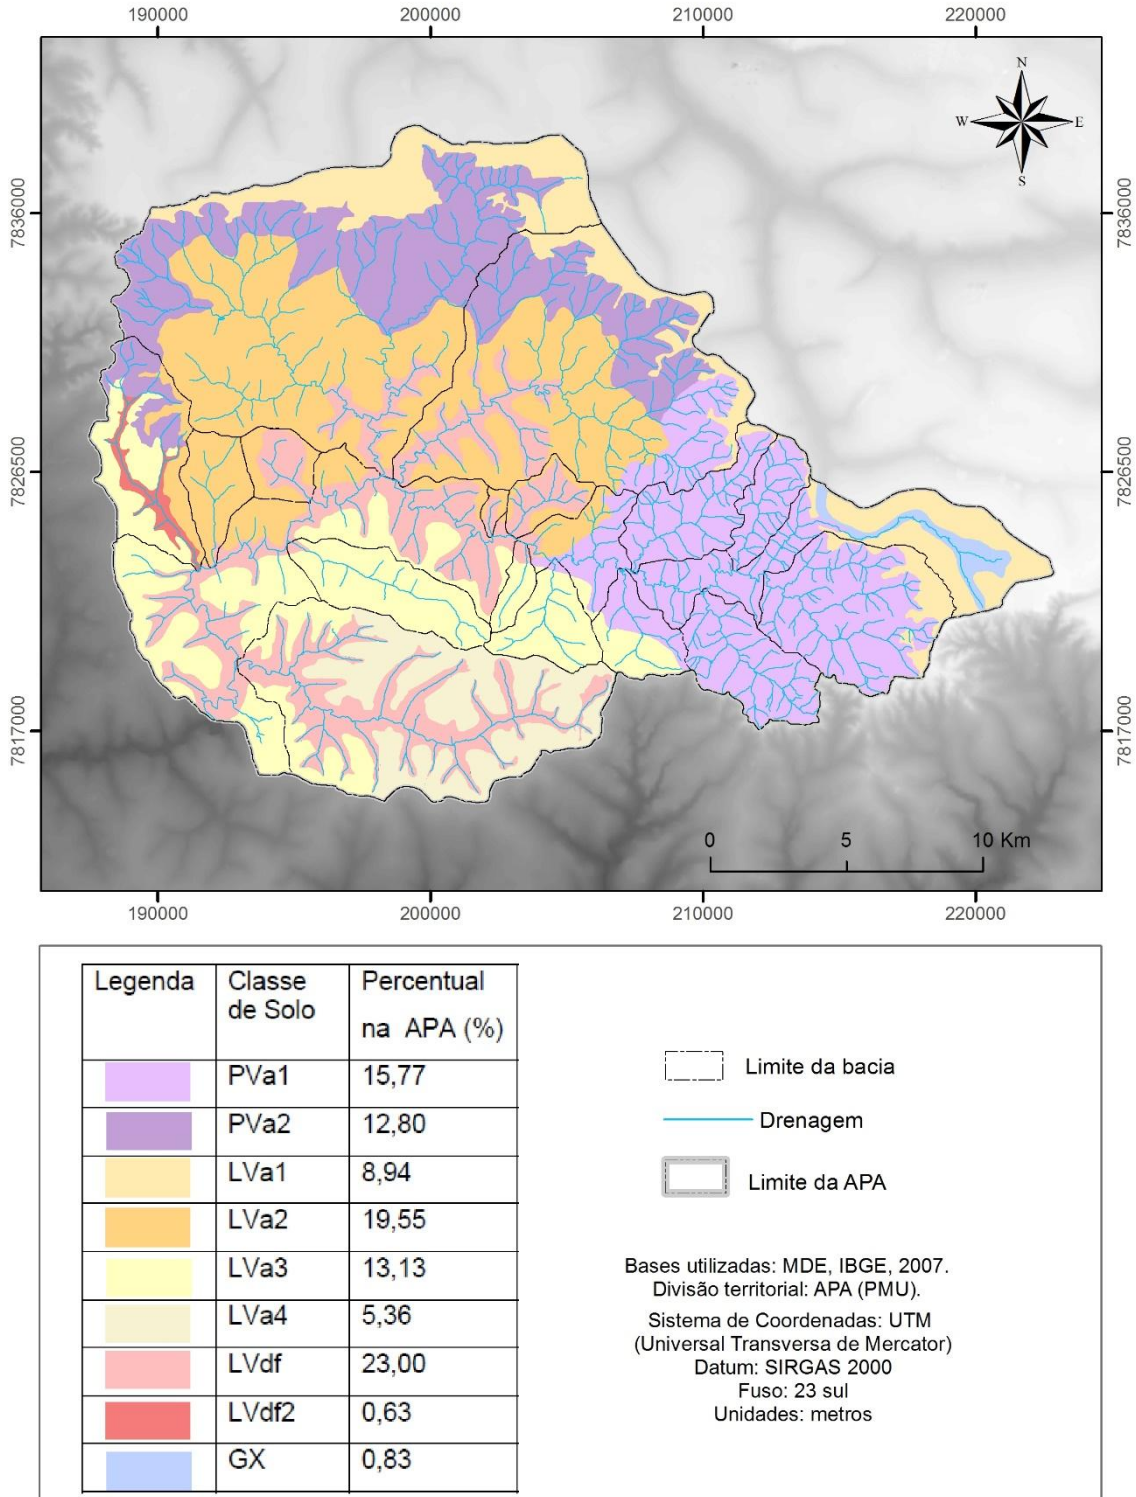 190000 200000 210000 220000
N
W E
S
7836000 7836000
7826500 7826500
7817000 7817000
0 5 10 Km
190000 200000 210000 220000
Legenda Classe de Solo Percentual na APA (%)
PVa1 15,77
PVa2 12,80
LVa1 8,94
LVa2 19,55
LVa3 13,13
LVa4 5,36
LVdf 23,00
LVdf2 0,63
GX 0,83
Limite da bacia
Drenagem
Limite da APA
Bases utilizadas: MDE, IBGE, 2007.
Divisão territorial: APA (PMU).
Sistema de Coordenadas: UTM
(Universal Transversa de Mercator)
Datum: SIRGAS 2000
Fuso: 23 sul
Unidades: metros